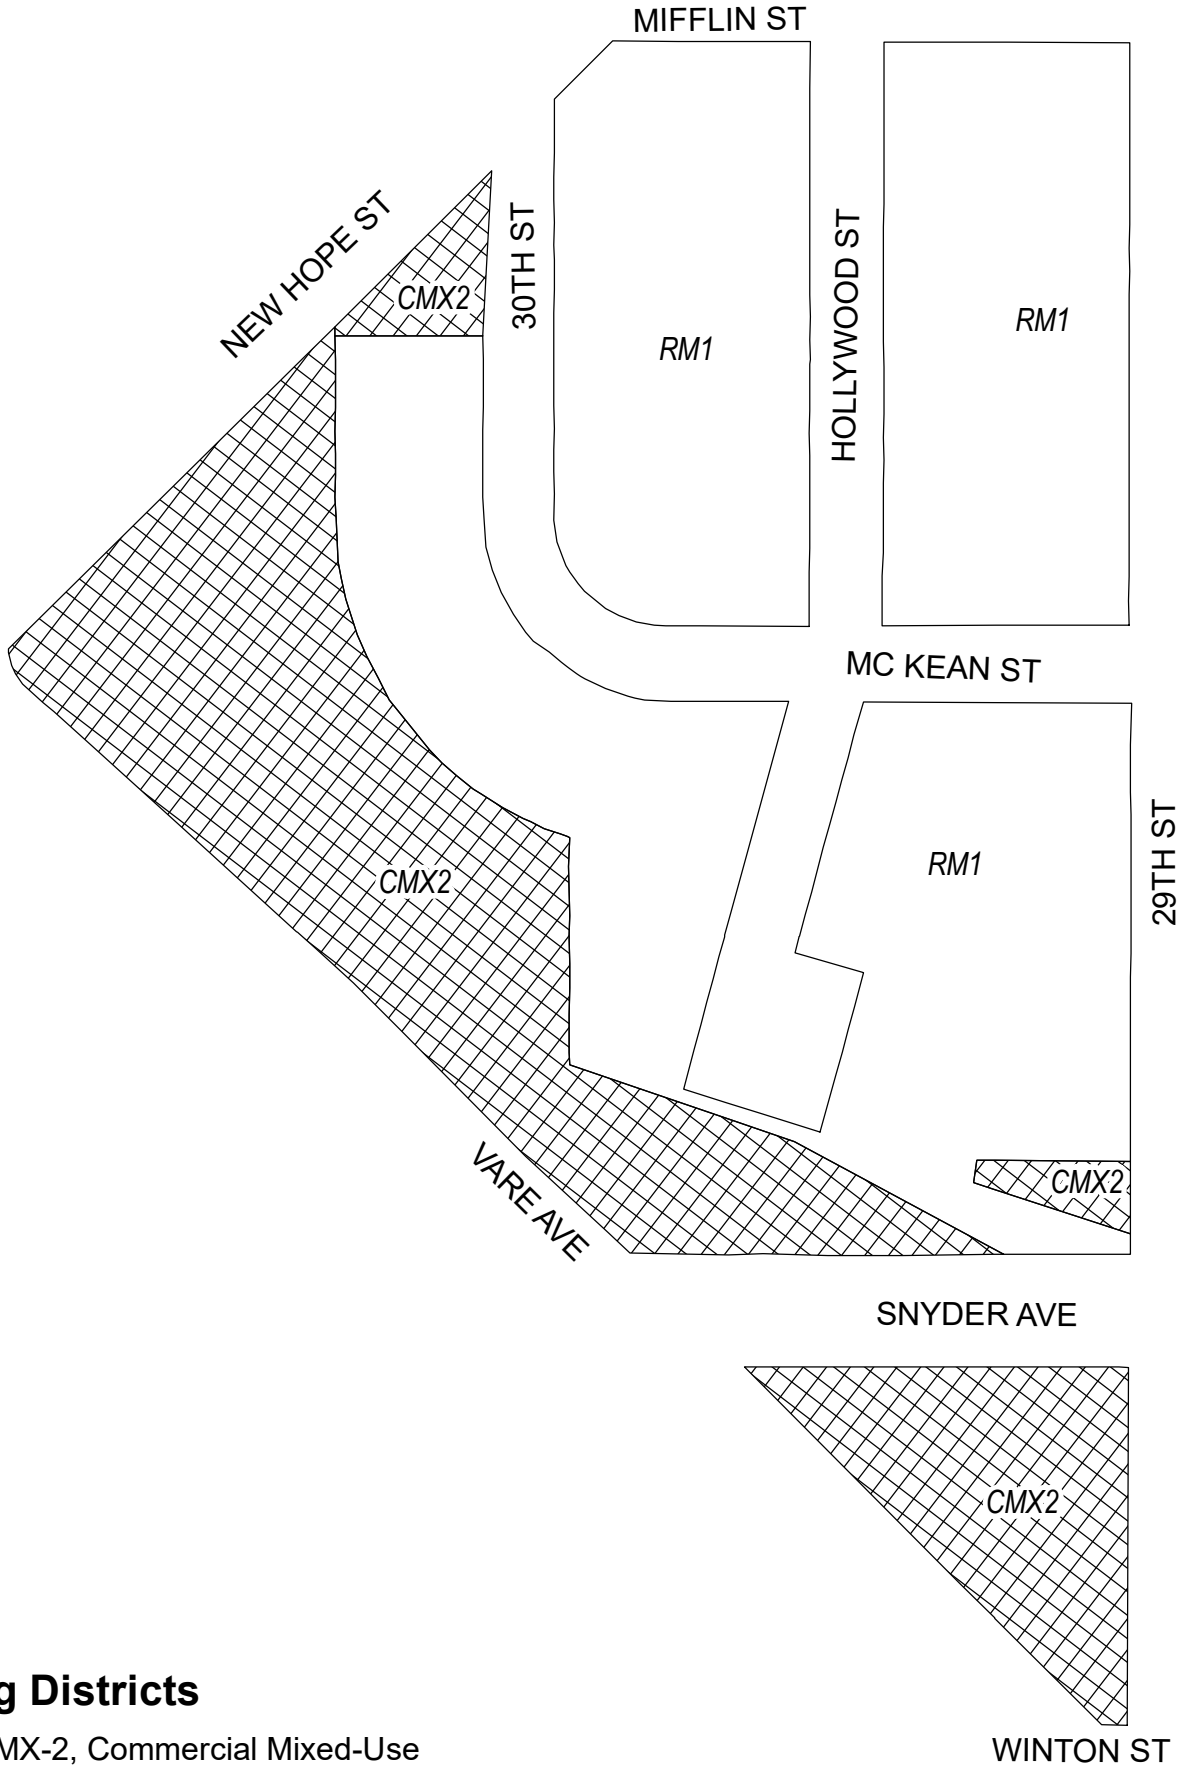 MIFFLIN ST
NEW HOPE ST
30TH ST
CMX2
RM1
HOLLYWOOD ST
RM1
MC KEAN ST
29TH ST
RM1
CMX2
VARE AVE
CMX2
SNYDER AVE
CMX2
g Districts
MX-2, Commercial Mixed-Use
WINTON ST